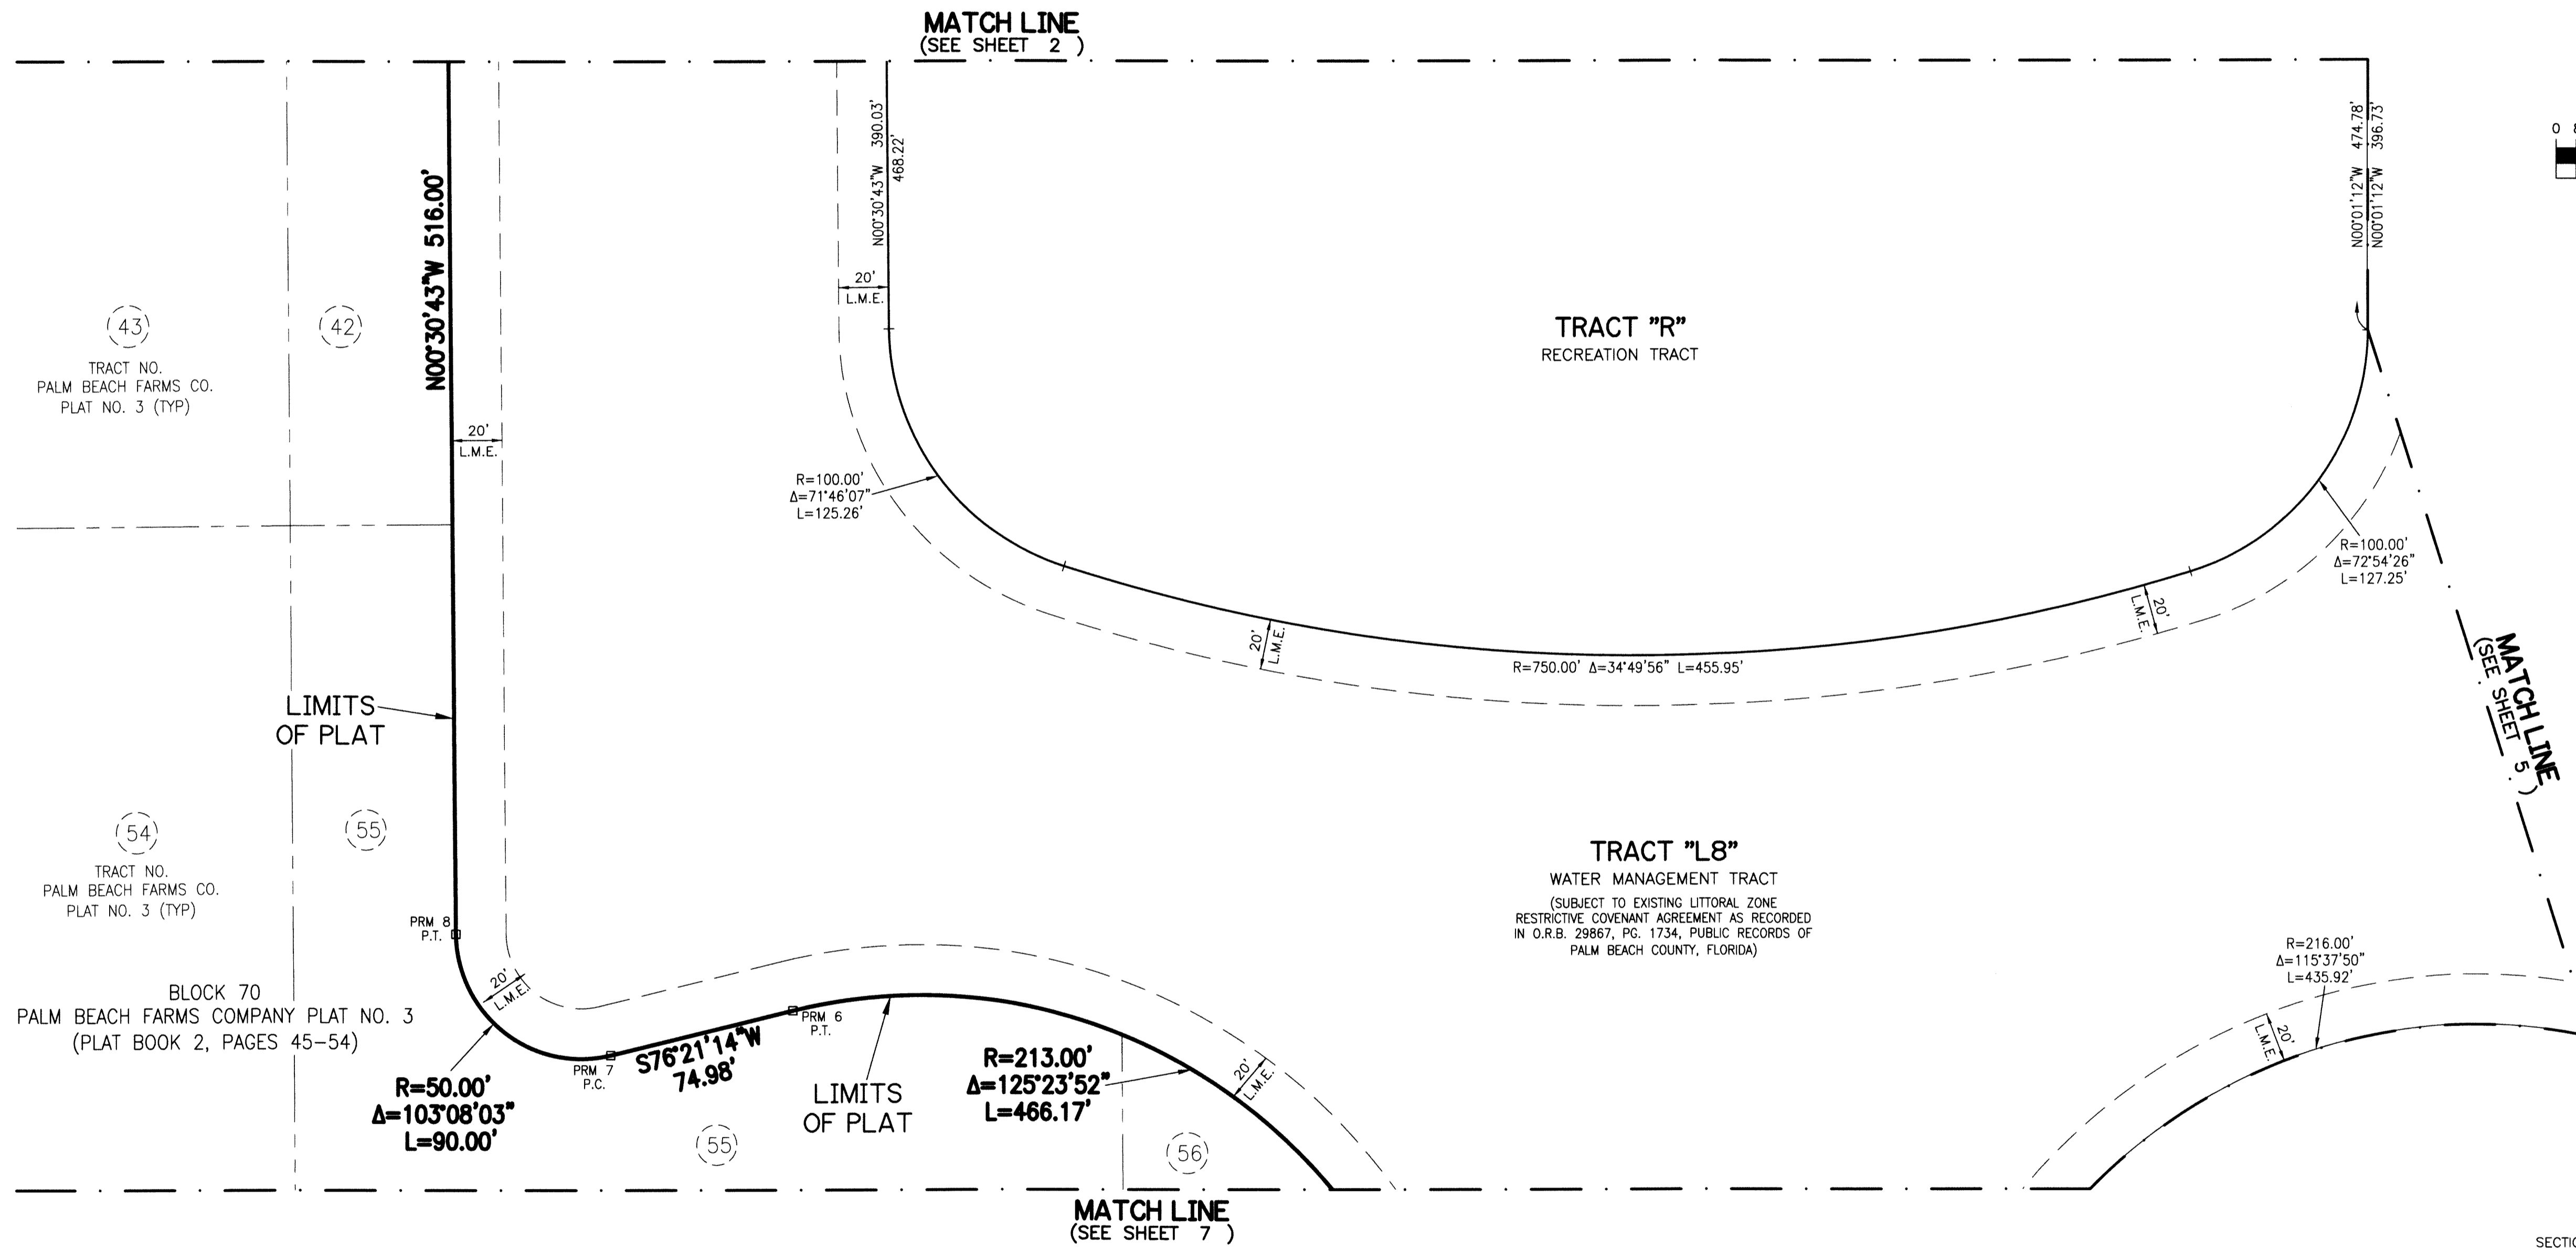 MATCH LINE
(SEE SHEET 2 )
N00°30'43"W 516.00'
N00°30'43"W 390.03'
468.22'
N00°01'12"W 474.78'
N00°01'12"W 396.73'
0
20'
L.M.E.
43
42
TRACT NO.
PALM BEACH FARMS CO.
PLAT NO. 3 (TYP)
TRACT "R"
RECREATION TRACT
20'
L.M.E.
R=100.00'
Δ=71°46'07"
L=125.26'
R=100.00'
Δ=72°54'26"
L=127.25'
20'
L.M.E.
20'
L.M.E.
R=750.00' Δ=34°49'56" L=455.95'
LIMITS
OF PLAT
MATCH LINE
(SEE SHEET 5 )
54
55
TRACT NO.
PALM BEACH FARMS CO.
PLAT NO. 3 (TYP)
TRACT "L8"
WATER MANAGEMENT TRACT
(SUBJECT TO EXISTING LITTORAL ZONE
RESTRICTIVE COVENANT AGREEMENT AS RECORDED
IN O.R.B. 29867, PG. 1734, PUBLIC RECORDS OF
PALM BEACH COUNTY, FLORIDA)
PRM 8
P.T.
20'
L.M.E.
BLOCK 70
PALM BEACH FARMS COMPANY PLAT NO. 3
(PLAT BOOK 2, PAGES 45-54)
R=216.00'
Δ=115°37'50"
L=435.92'
20'
L.M.E.
PRM 6
P.T.
PRM 7
P.C.
S76°21'14"W
74.98'
R=50.00'
Δ=103°08'03"
L=90.00'
LIMITS
OF PLAT
R=213.00'
Δ=125°23'52"
L=466.17'
20'
L.M.E.
55
56
MATCH LINE
(SEE SHEET 7 )